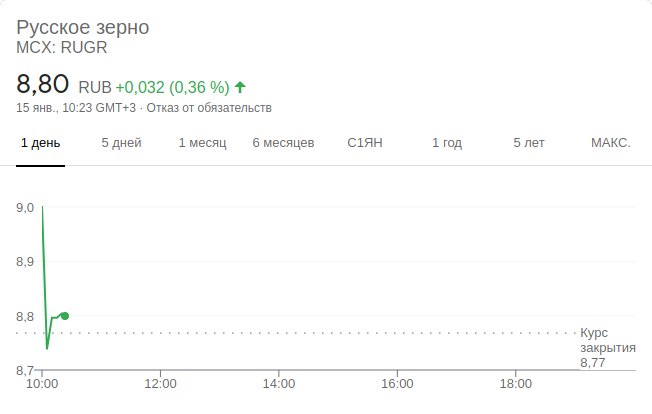 Русское зерно
MCX: RUGR
8,80 RUB +0,032 (0,36 %)
15 янв., 10:23 GMT+3 · Отказ от обязательств
1 день 5 дней 1 месяц 6 месяцев С1ЯН 1 год 5 лет МАКС.
9,0
8,9
8,8
Курс
закрытия
8,77
8,7
10:00 12:00 14:00 16:00 18:00